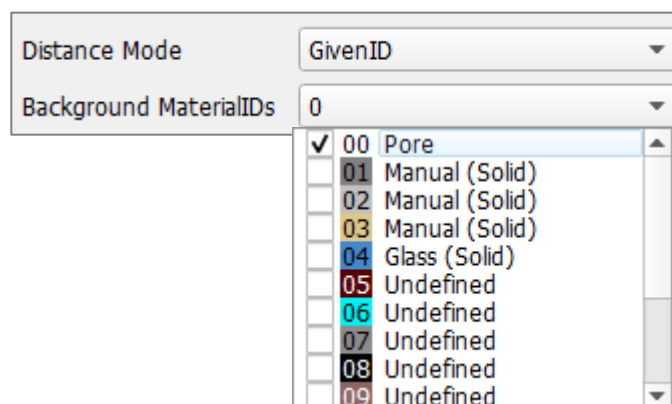 Distance Mode GivenID
Background MaterialIDs 0
00 Pore
01 Manual (Solid)
02 Manual (Solid)
03 Manual (Solid)
04 Glass (Solid)
05 Undefined
06 Undefined
07 Undefined
08 Undefined
09 Undefined